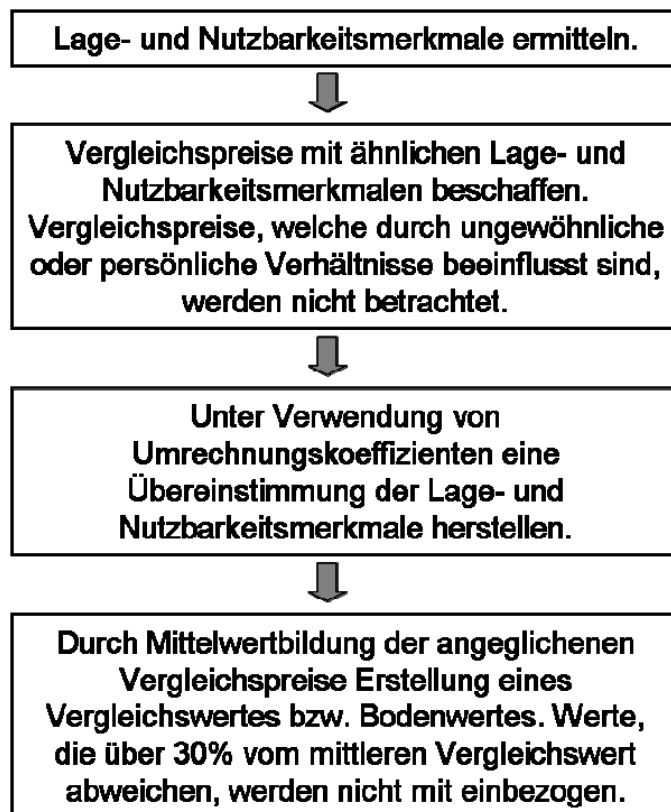 Lage- und Nutzbarkeitsmerkmale ermitteln.
Vergleichspreise mit ähnlichen Lage- und
Nutzbarkeitsmerkmalen beschaffen.
Vergleichspreise, welche durch ungewöhnliche
oder persönliche Verhältnisse beeinflusst sind,
werden nicht betrachtet.
Unter Verwendung von
Umrechnungskoeffizienten eine
Übereinstimmung der Lage- und
Nutzbarkeitsmerkmale herstellen.
Durch Mittelwertbildung der angeglichenen
Vergleichspreise Erstellung eines
Vergleichswertes bzw. Bodenwertes. Werte,
die über 30% vom mittleren Vergleichswert
abweichen, werden nicht mit einbezogen.